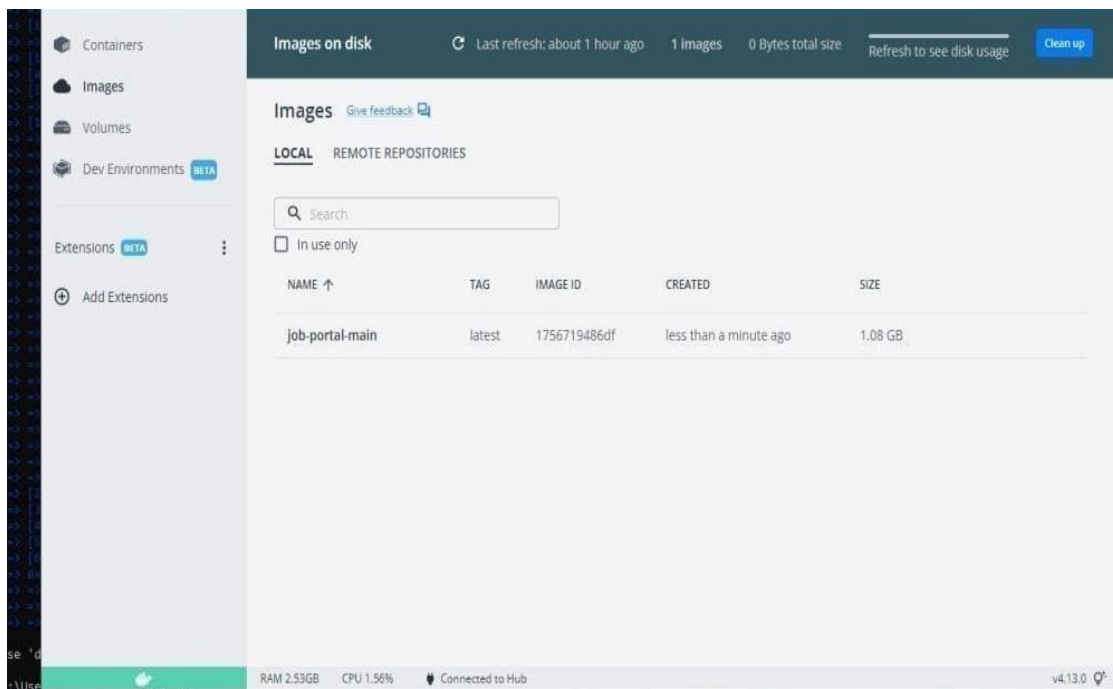 Containers
Images
Volumes
Dev Environments BETA
Extensions BETA
Add Extensions
Images on disk Last refresh: about 1 hour ago 1 images 0 Bytes total size Refresh to see disk usage Clean up
Images Give feedback
LOCAL REMOTE REPOSITORIES
Search
In use only
NAME TAG IMAGE ID CREATED SIZE
job-portal-main latest 1756719486df less than a minute ago 1.08 GB
se 'd
:\Use
RAM 2.53GB CPU 1.56% Connected to Hub v4.13.0